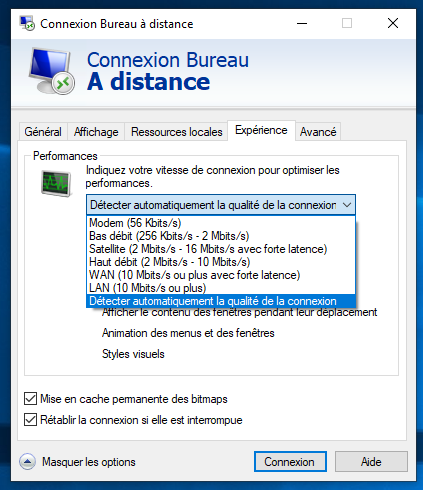 Connexion Bureau à distance
Connexion Bureau
A distance
Général
Affichage
Ressources locales
Expérience
Avancé
Performances
Indiquez votre vitesse de connexion pour optimiser les
performances.
Détecter automatiquement la qualité de la connexion
Modem (56 Kbits/s)
Bas débit (256 Kbits/s - 2 Mbits/s)
Satellite (2 Mbits/s - 16 Mbits/s avec forte latence)
Haut débit (2 Mbits/s - 10 Mbits/s)
WAN (10 Mbits/s ou plus avec forte latence)
LAN (10 Mbits/s ou plus)
Détecter automatiquement la qualité de la connexion
Afficher le contenu des fenêtres pendant leur déplacement
Animation des menus et des fenêtres
Styles visuels
Mise en cache permanente des bitmaps
Rétablir la connexion si elle est interrompue
Masquer les options
Connexion
Aide